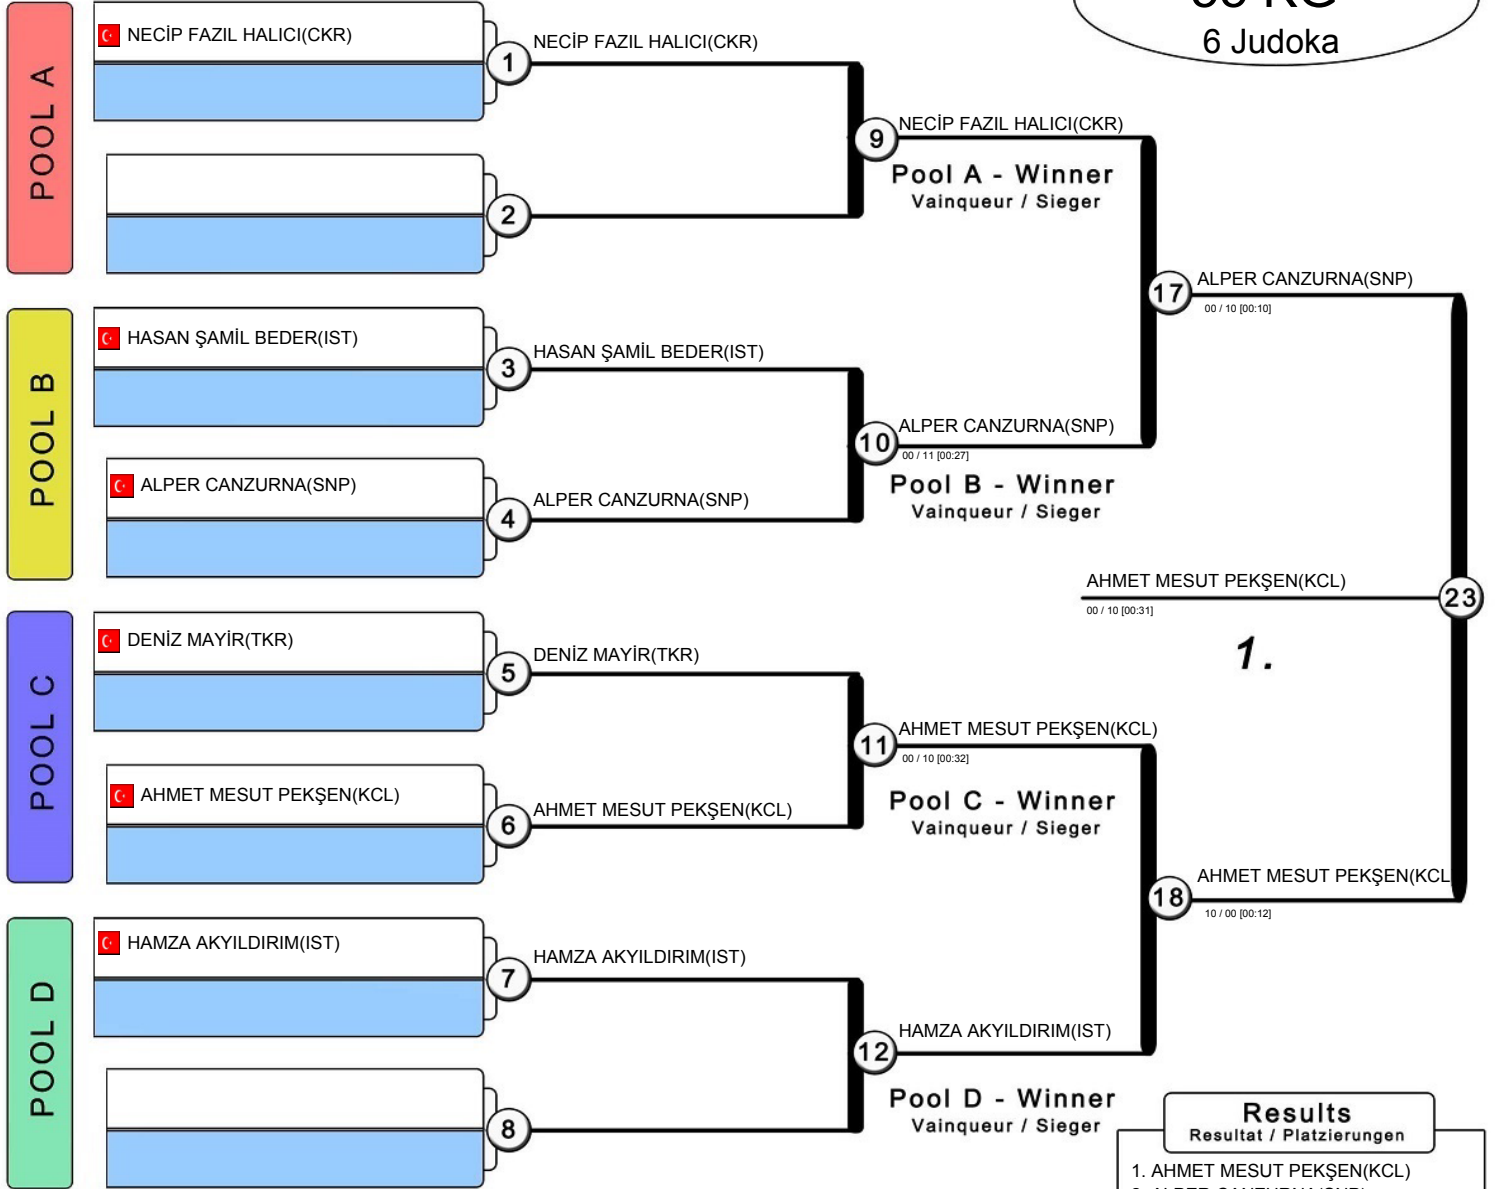 6 Judoka
POOL A
NECİP FAZIL HALICI(CKR)
1
NECİP FAZIL HALICI(CKR)
2
9
NECİP FAZIL HALICI(CKR)
Pool A - Winner
Vainqueur / Sieger
POOL B
HASAN ŞAMİL BEDER(IST)
3
HASAN ŞAMİL BEDER(IST)
ALPER CANZURNA(SNP)
4
ALPER CANZURNA(SNP)
10
ALPER CANZURNA(SNP)
00 / 11 [00:27]
Pool B - Winner
Vainqueur / Sieger
17
ALPER CANZURNA(SNP)
00 / 10 [00:10]
AHMET MESUT PEKŞEN(KCL)
00 / 10 [00:31]
23
1.
POOL C
DENİZ MAYİR(TKR)
5
DENİZ MAYİR(TKR)
AHMET MESUT PEKŞEN(KCL)
6
AHMET MESUT PEKŞEN(KCL)
11
AHMET MESUT PEKŞEN(KCL)
00 / 10 [00:32]
Pool C - Winner
Vainqueur / Sieger
18
AHMET MESUT PEKŞEN(KCL
10 / 00 [00:12]
POOL D
HAMZA AKYILDIRIM(IST)
7
HAMZA AKYILDIRIM(IST)
8
12
HAMZA AKYILDIRIM(IST)
Pool D - Winner
Vainqueur / Sieger
Results
Resultat / Platzierungen
1. AHMET MESUT PEKŞEN(KCL)